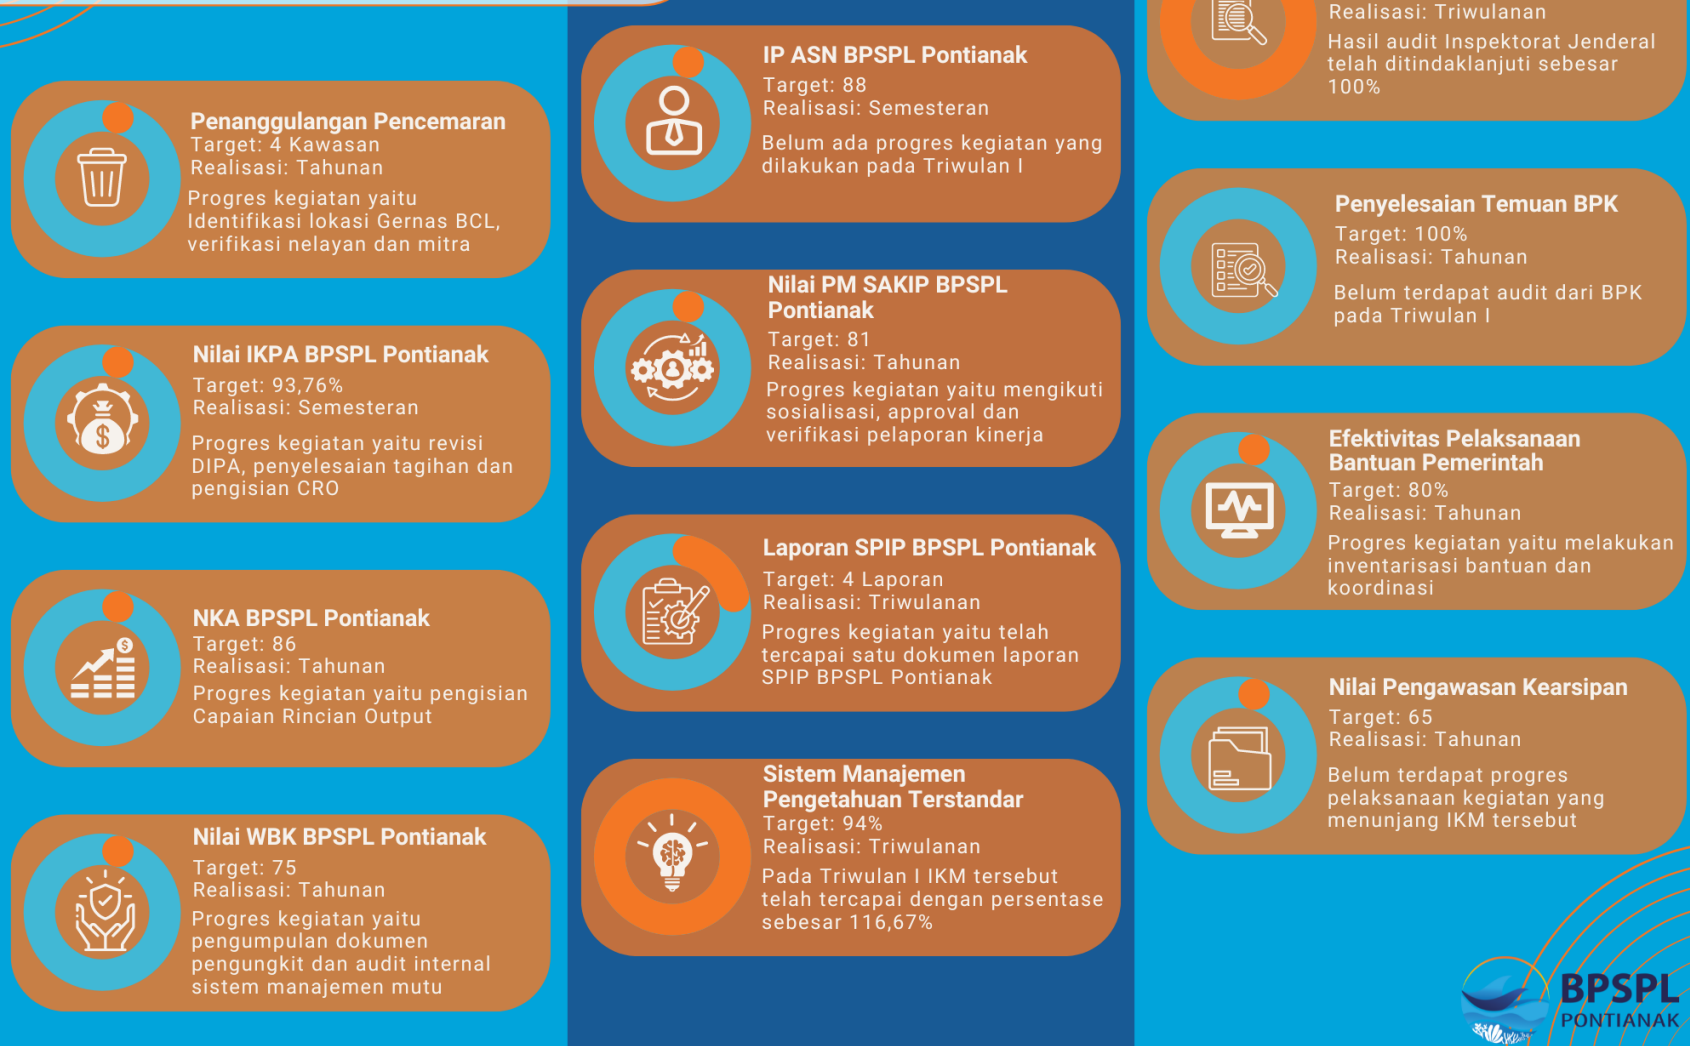 Penanggulangan Pencemaran
Target: 4 Kawasan
Realisasi: Tahunan
Progres kegiatan yaitu
Identifikasi lokasi Gernas BCL,
verifikasi nelayan dan mitra
Nilai IKPA BPSPL Pontianak
Target: 93,76%
Realisasi: Semesteran
Progres kegiatan yaitu revisi
DIPA, penyelesaian tagihan dan
pengisian CRO
NKA BPSPL Pontianak
Target: 86
Realisasi: Tahunan
Progres kegiatan yaitu pengisian
Capaian Rincian Output
Nilai WBK BPSPL Pontianak
Target: 75
Realisasi: Tahunan
Progres kegiatan yaitu
pengumpulan dokumen
pengungkit dan audit internal
sistem manajemen mutu
IP ASN BPSPL Pontianak
Target: 88
Realisasi: Semesteran
Belum ada progres kegiatan yang
dilakukan pada Triwulan I
Nilai PM SAKIP BPSPL
Pontianak
Target: 81
Realisasi: Tahunan
Progres kegiatan yaitu mengikuti
sosialisasi, approval dan
verifikasi pelaporan kinerja
Laporan SPIP BPSPL Pontianak
Target: 4 Laporan
Realisasi: Triwulanan
Progres kegiatan yaitu telah
tercapai satu dokumen laporan
SPIP BPSPL Pontianak
Sistem Manajemen
Pengetahuan Terstandar
Target: 94%
Realisasi: Triwulanan
Pada Triwulan I IKM tersebut
telah tercapai dengan persentase
sebesar 116,67%
Realisasi: Triwulanan
Hasil audit Inspektorat Jenderal
telah ditindaklanjuti sebesar
100%
Penyelesaian Temuan BPK
Target: 100%
Realisasi: Tahunan
Belum terdapat audit dari BPK
pada Triwulan I
Efektivitas Pelaksanaan
Bantuan Pemerintah
Target: 80%
Realisasi: Tahunan
Progres kegiatan yaitu melakukan
inventarisasi bantuan dan
koordinasi
Nilai Pengawasan Kearsipan
Target: 65
Realisasi: Tahunan
Belum terdapat progres
pelaksanaan kegiatan yang
menunjang IKM tersebut
BPSPL
PONTIANAK